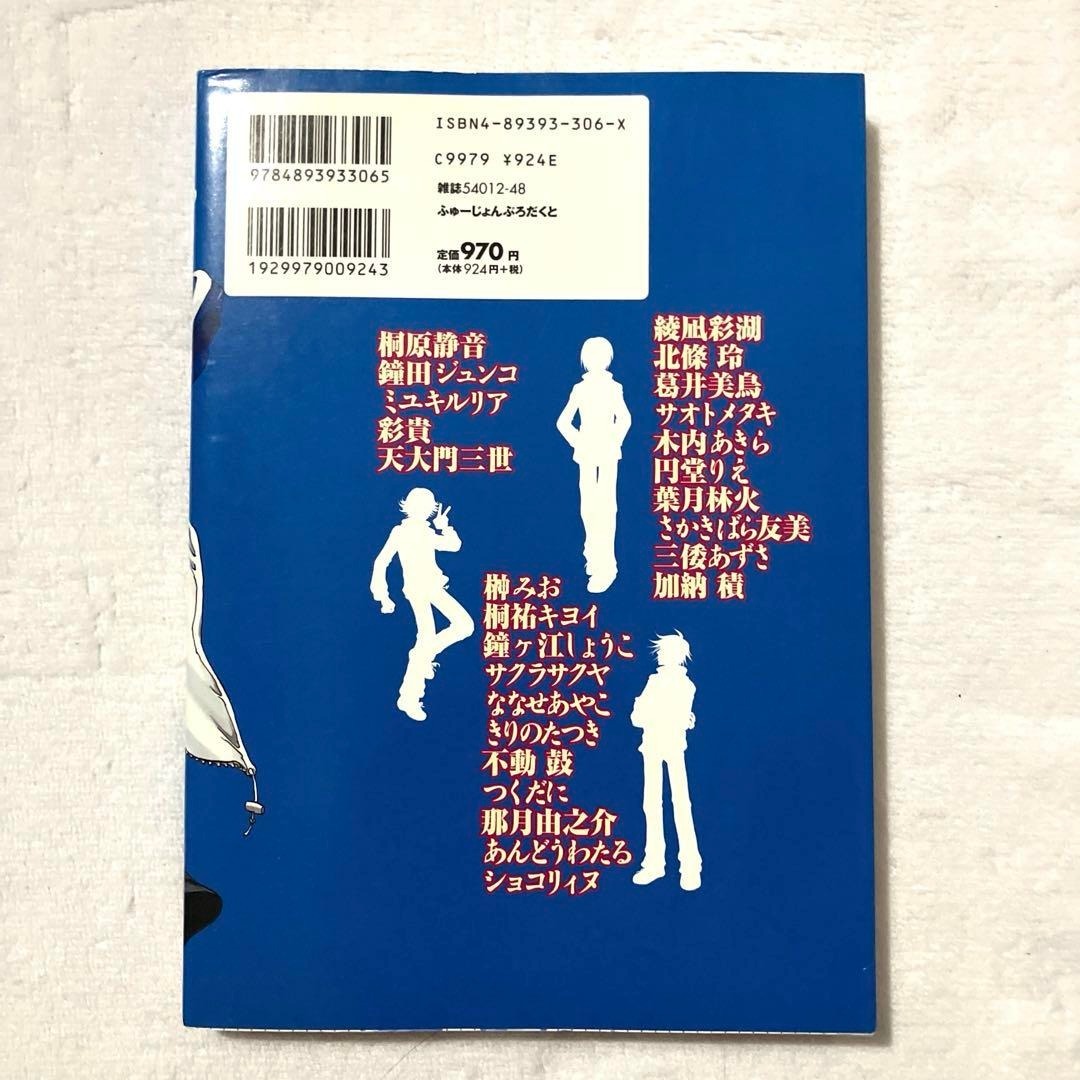 ISBN4-89393-306-X
C9979 ¥924E
雑誌54012-48
ふゅーじょんぷろだくと
定価970円
(本体924円+税)
9784893933065
1929979009243
桐原静音
鐘田ジュンコ
ミユキルリア
彩貴
天大門三世
綾凪彩湖
北條 玲
葛井美鳥
サオトメタキ
木内あきら
円堂りえ
葉月林火
さかきばら友美
三倭あずさ
加納 積
榊みお
桐祐キヨイ
鐘ヶ江しょうこ
サクラサクヤ
ななせあやこ
きりのたつき
不動 鼓
つくだに
那月由之介
あんどうわたる
ショコリィヌ